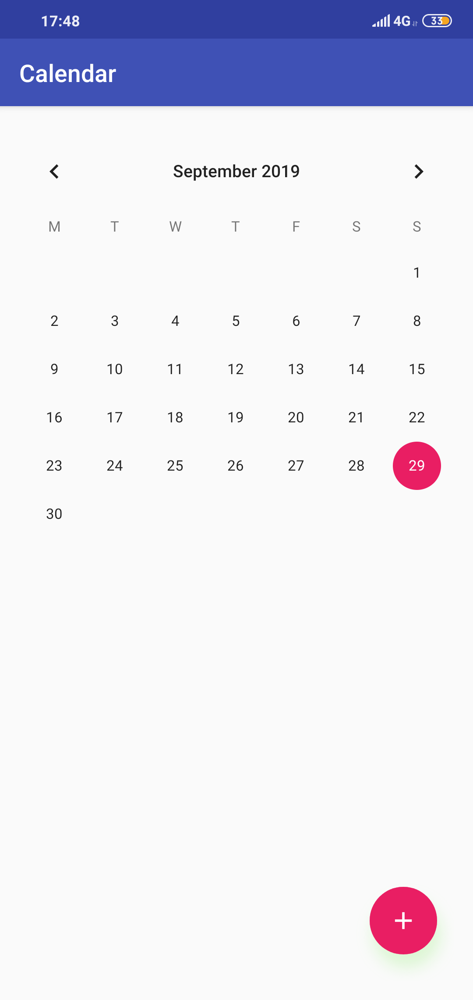 17:48 4G 33
Calendar
September 2019
M T W T F S S
1
2 3 4 5 6 7 8
9 10 11 12 13 14 15
16 17 18 19 20 21 22
23 24 25 26 27 28 29
30
+